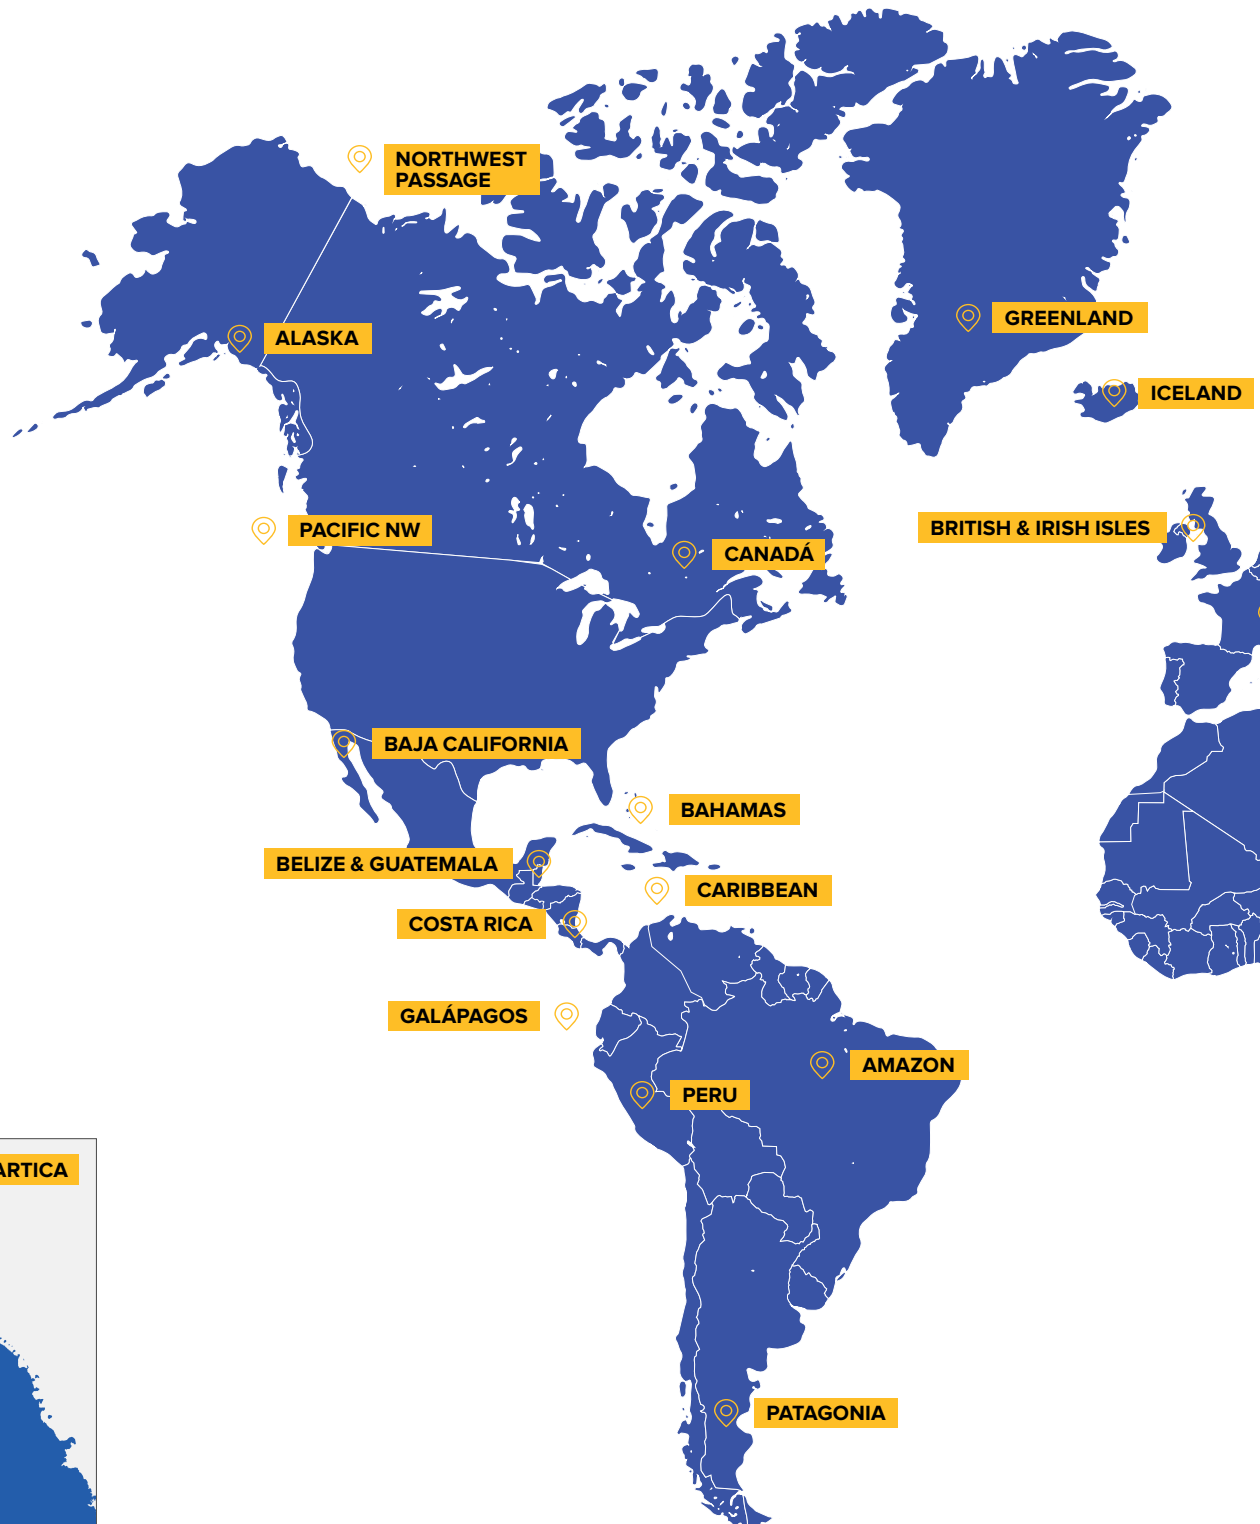 NORTHWEST
PASSAGE
GREENLAND
ALASKA
ICELAND
BRITISH & IRISH ISLES
PACIFIC NW
CANADÁ
BAJA CALIFORNIA
BAHAMAS
BELIZE & GUATEMALA
CARIBBEAN
COSTA RICA
GALÁPAGOS
AMAZON
PERU
ARTICA
PATAGONIA